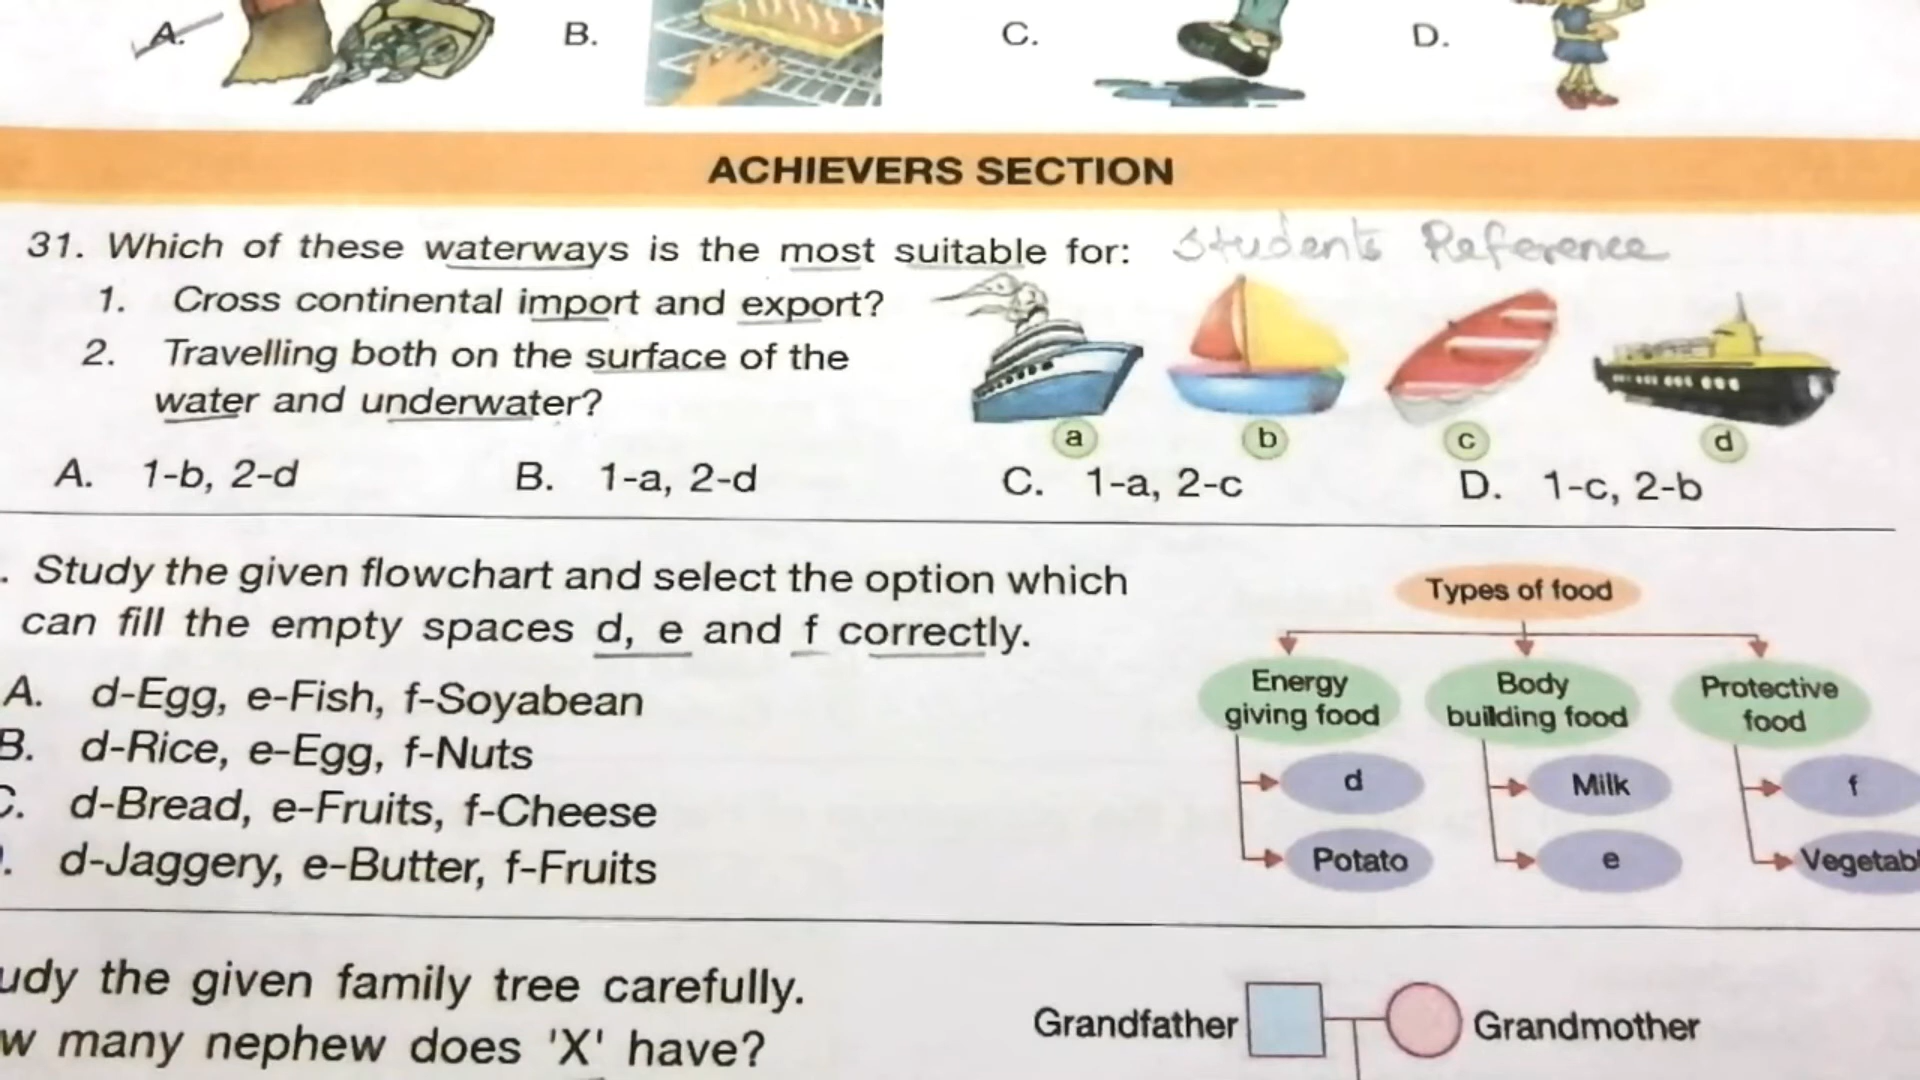 A.
B.
C.
D.
ACHIEVERS SECTION
31. Which of these waterways is the most suitable for: Students Reference
1. Cross continental import and export?
2. Travelling both on the surface of the
water and underwater?
a
b
c
d
A. 1-b, 2-d
B. 1-a, 2-d
C. 1-a, 2-c
D. 1-c, 2-b
. Study the given flowchart and select the option which
can fill the empty spaces d, e and f correctly.
A. d-Egg, e-Fish, f-Soyabean
B. d-Rice, e-Egg, f-Nuts
C. d-Bread, e-Fruits, f-Cheese
. d-Jaggery, e-Butter, f-Fruits
Types of food
Energy
giving food
Body
building food
Protective
food
d
Milk
f
Potato
e
Vegetabl
udy the given family tree carefully.
w many nephew does 'X' have?
Grandfather
Grandmother